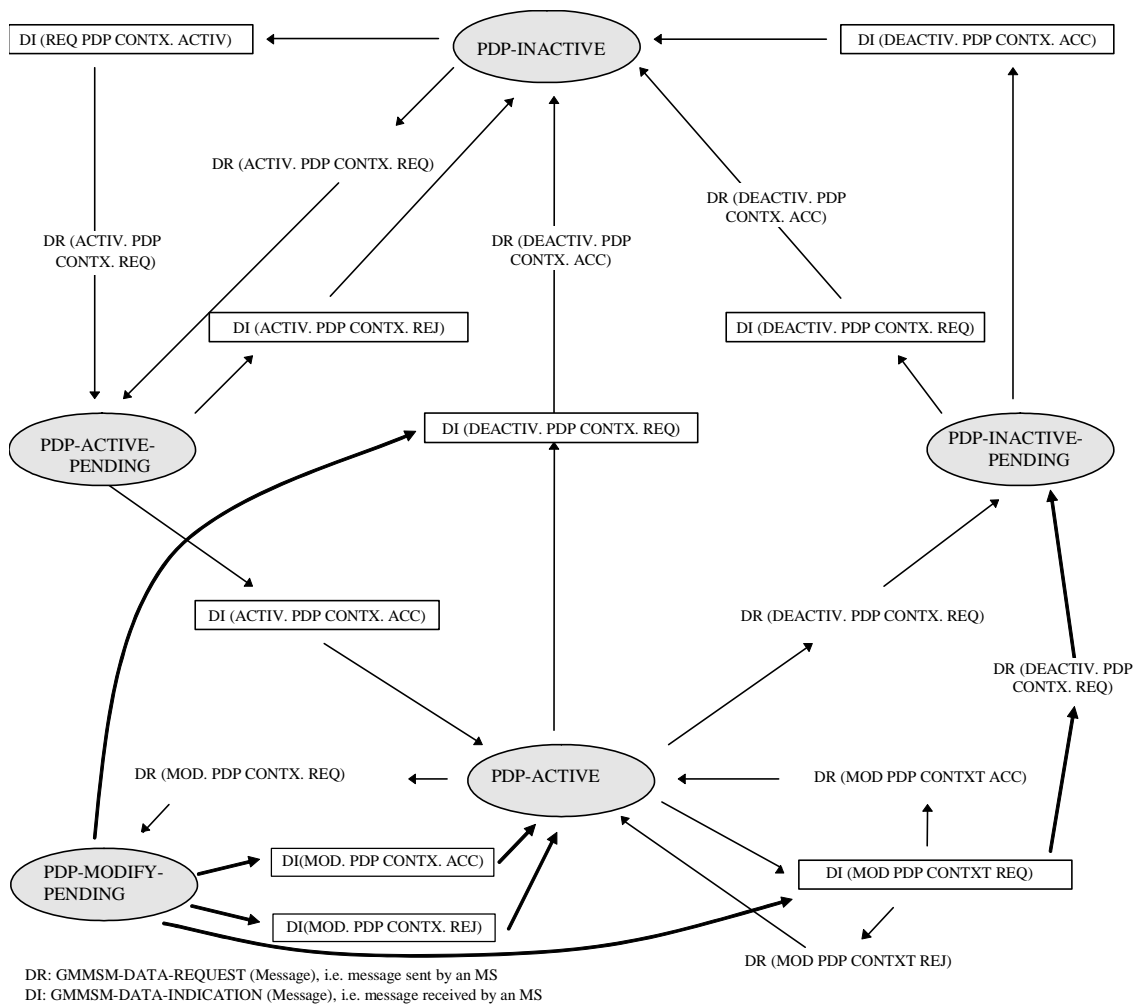 DI (REQ PDP CONTX. ACTIV)
PDP-INACTIVE
DI (DEACTIV. PDP CONTX. ACC)
DR (ACTIV. PDP CONTX. REQ)
DR (DEACTIV. PDP
CONTX. ACC)
DR (ACTIV. PDP
CONTX. REQ)
DR (DEACTIV. PDP
CONTX. ACC)
DI (ACTIV. PDP CONTX. REJ)
DI (DEACTIV. PDP CONTX. REQ)
PDP-ACTIVE-
PENDING
DI (DEACTIV. PDP CONTX. REQ)
PDP-INACTIVE-
PENDING
DI (ACTIV. PDP CONTX. ACC)
DR (DEACTIV. PDP CONTX. REQ)
DR (DEACTIV. PDP
CONTX. REQ)
DR (MOD. PDP CONTX. REQ)
PDP-ACTIVE
DR (MOD PDP CONTXT ACC)
PDP-MODIFY-
PENDING
DI(MOD. PDP CONTX. ACC)
DI (MOD PDP CONTXT REQ)
DI(MOD. PDP CONTX. REJ)
DR (MOD PDP CONTXT REJ)
DR: GMMSM-DATA-REQUEST (Message), i.e. message sent by an MS
DI: GMMSM-DATA-INDICATION (Message), i.e. message received by an MS